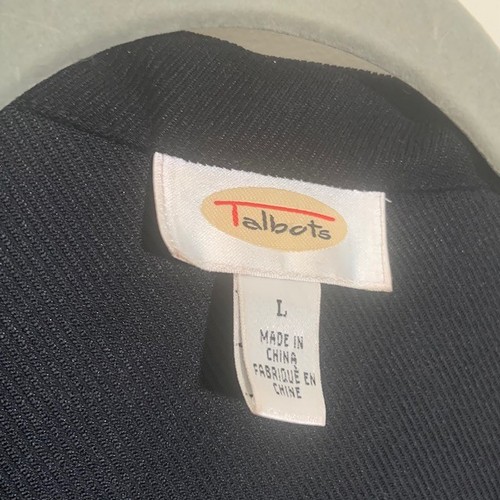 Talbots
L
MADE IN
CHINA
FABRIQUÉ EN
CHINE